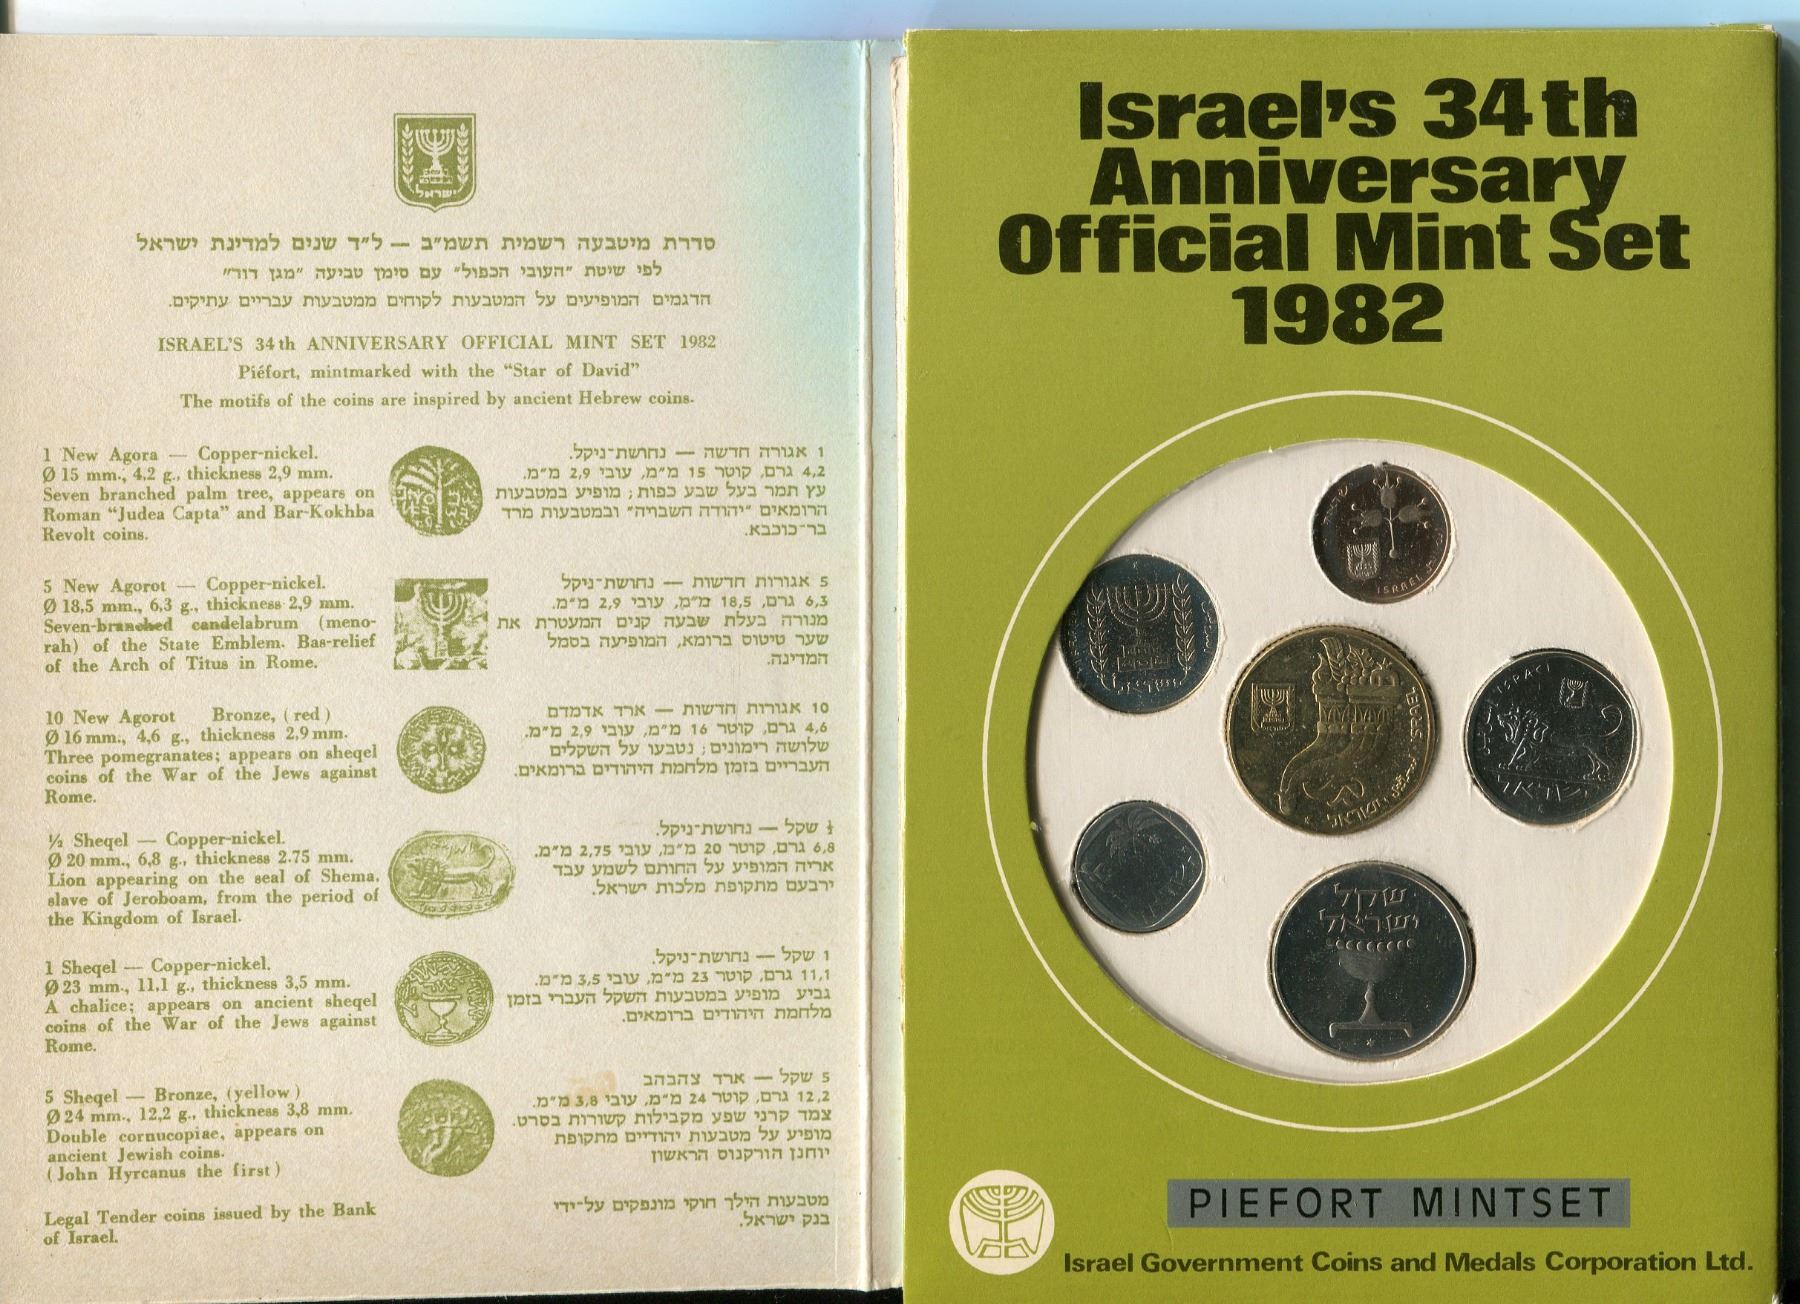 ישראל
סדרת מיטבעה רשמית תשמ"ב — ל"ד שנים למדינת ישראל
לפי שיטת "העובי הכפול" עם סימן טביעה "מגן דוד"
הדגמים המופיעים על המטבעות לקוחים ממטבעות עבריים עתיקים.
ISRAEL'S 34th ANNIVERSARY OFFICIAL MINT SET 1982
Piéfort, mintmarked with the "Star of David"
The motifs of the coins are inspired by ancient Hebrew coins.
1 New Agora — Copper-nickel.
Ø 15 mm., 4,2 g., thickness 2,9 mm.
Seven branched palm tree, appears on
Roman "Judea Capta" and Bar-Kokhba
Revolt coins.
1 אגורה חדשה — נחושת־ניקל.
4,2 גרם, קוטר 15 מ"מ, עובי 2,9 מ"מ.
עץ תמר בעל שבע כפות; מופיע במטבעות
הרומאים "יהודה השבויה" ובמטבעות מרד
בר־כוכבא.
5 New Agorot — Copper-nickel.
Ø 18,5 mm., 6,3 g., thickness 2,9 mm.
Seven-branched candelabrum (meno-
rah) of the State Emblem. Bas-relief
of the Arch of Titus in Rome.
5 אגורות חדשות — נחושת־ניקל
6,3 גרם, 18,5 מ"מ, עובי 2,9 מ"מ.
מנורה בעלת שבעה קנים המעטרת את
שער טיטוס ברומא, המופיעה בסמל
המדינה.
10 New Agorot Bronze, (red)
Ø 16 mm., 4,6 g., thickness 2,9 mm.
Three pomegranates; appears on sheqel
coins of the War of the Jews against
Rome.
10 אגורות חדשות — ארד אדמדם
4,6 גרם, קוטר 16 מ"מ, עובי 2,9 מ"מ.
שלושה רימונים; נטבעו על השקלים
העבריים בזמן מלחמת היהודים ברומאים.
½ Sheqel — Copper-nickel.
Ø 20 mm., 6,8 g., thickness 2.75 mm.
Lion appearing on the seal of Shema,
slave of Jeroboam, from the period of
the Kingdom of Israel.
½ שקל — נחושת־ניקל.
6,8 גרם, קוטר 20 מ"מ, עובי 2,75 מ"מ.
אריה המופיע על החותם לשמע עבד
ירבעם מתקופת מלכות ישראל.
1 Sheqel — Copper-nickel.
Ø 23 mm., 11,1 g., thickness 3,5 mm.
A chalice; appears on ancient sheqel
coins of the War of the Jews against
Rome.
1 שקל — נחושת־ניקל.
11,1 גרם, קוטר 23 מ"מ, עובי 3,5 מ"מ.
גביע מופיע במטבעות השקל העברי בזמן
מלחמת היהודים ברומאים.
5 Sheqel — Bronze, (yellow)
Ø 24 mm., 12,2 g., thickness 3,8 mm.
Double cornucopiae, appears on
ancient Jewish coins.
(John Hyrcanus the first)
5 שקל — ארד צהבהב
12,2 גרם, קוטר 24 מ"מ, עובי 3,8 מ"מ.
צמד קרני שפע מקבילות קשורות בסרט.
מופיע על מטבעות יהודיים מתקופת
יוחנן הורקנוס הראשון
Legal Tender coins issued by the Bank
of Israel.
מטבעות הילך חוקי מונפקים על־ידי
בנק ישראל.
Israel's 34th
Anniversary
Official Mint Set
1982
ISRAEL
ישראל
ISRAEL
ישראל
שקל
ישראל
PIEFORT MINTSET
Israel Government Coins and Medals Corporation Ltd.